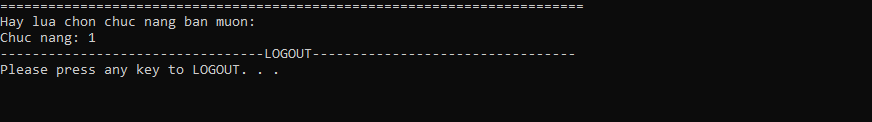 =========================================================================
Hay lua chon chuc nang ban muon:
Chuc nang: 1
---------------------------------LOGOUT---------------------------------
Please press any key to LOGOUT. . .